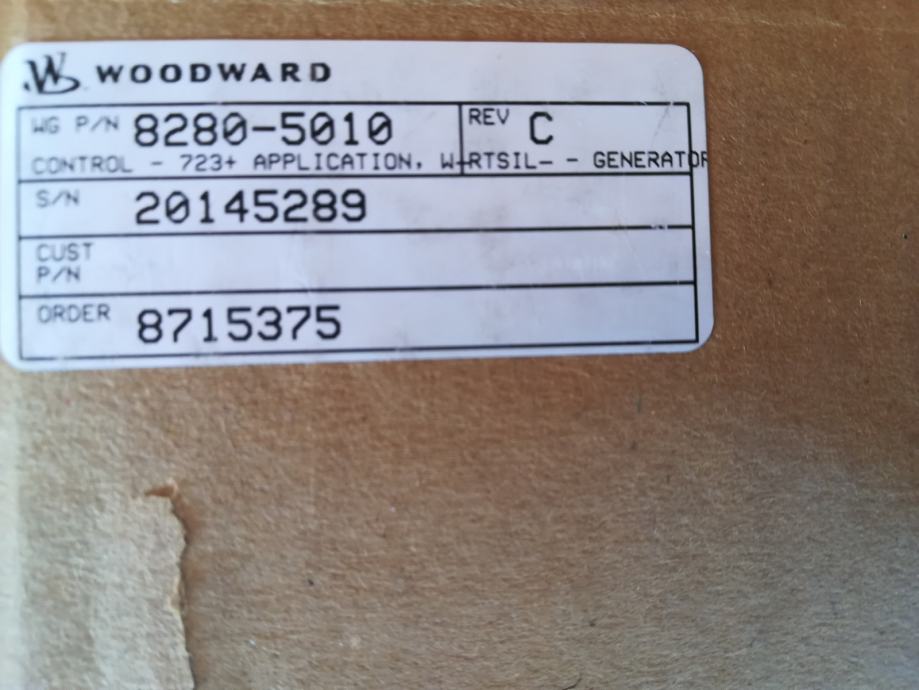 WOODWARD
WG P/N 8280-5010 REV C
CONTROL - 723+ APPLICATION, W-RTSIL- - GENERATOR
S/N 20145289
CUST
P/N
ORDER 8715375